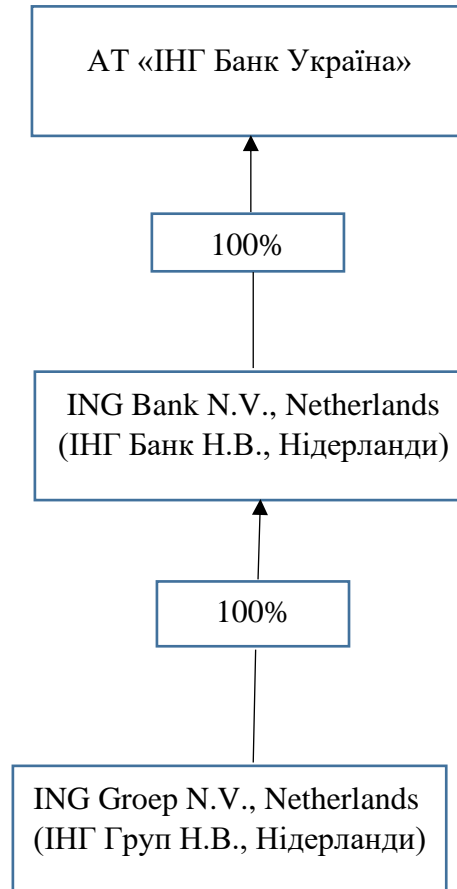 АТ «ІНГ Банк Україна»
100%
ING Bank N.V., Netherlands
(ІНГ Банк Н.В., Нідерланди)
100%
ING Groep N.V., Netherlands
(ІНГ Груп Н.В., Нідерланди)